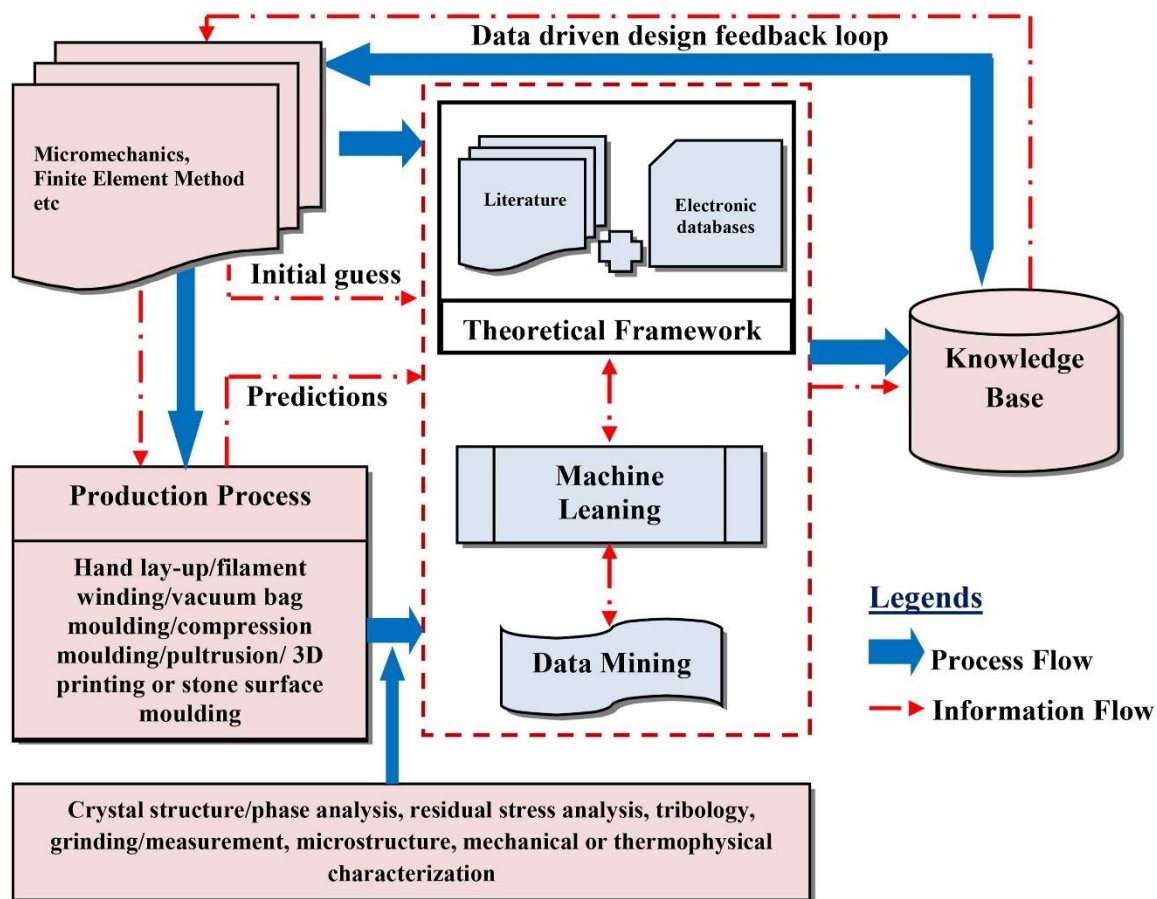 Data driven design feedback loop
Micromechanics,
Finite Element Method
etc
Literature
Electronic
databases
Initial guess
Theoretical Framework
Knowledge
Base
Predictions
Production Process
Machine
Leaning
Hand lay-up/filament
winding/vacuum bag
moulding/compression
moulding/pultrusion/ 3D
printing or stone surface
moulding
Data Mining
Legends
Process Flow
Information Flow
Crystal structure/phase analysis, residual stress analysis, tribology,
grinding/measurement, microstructure, mechanical or thermophysical
characterization